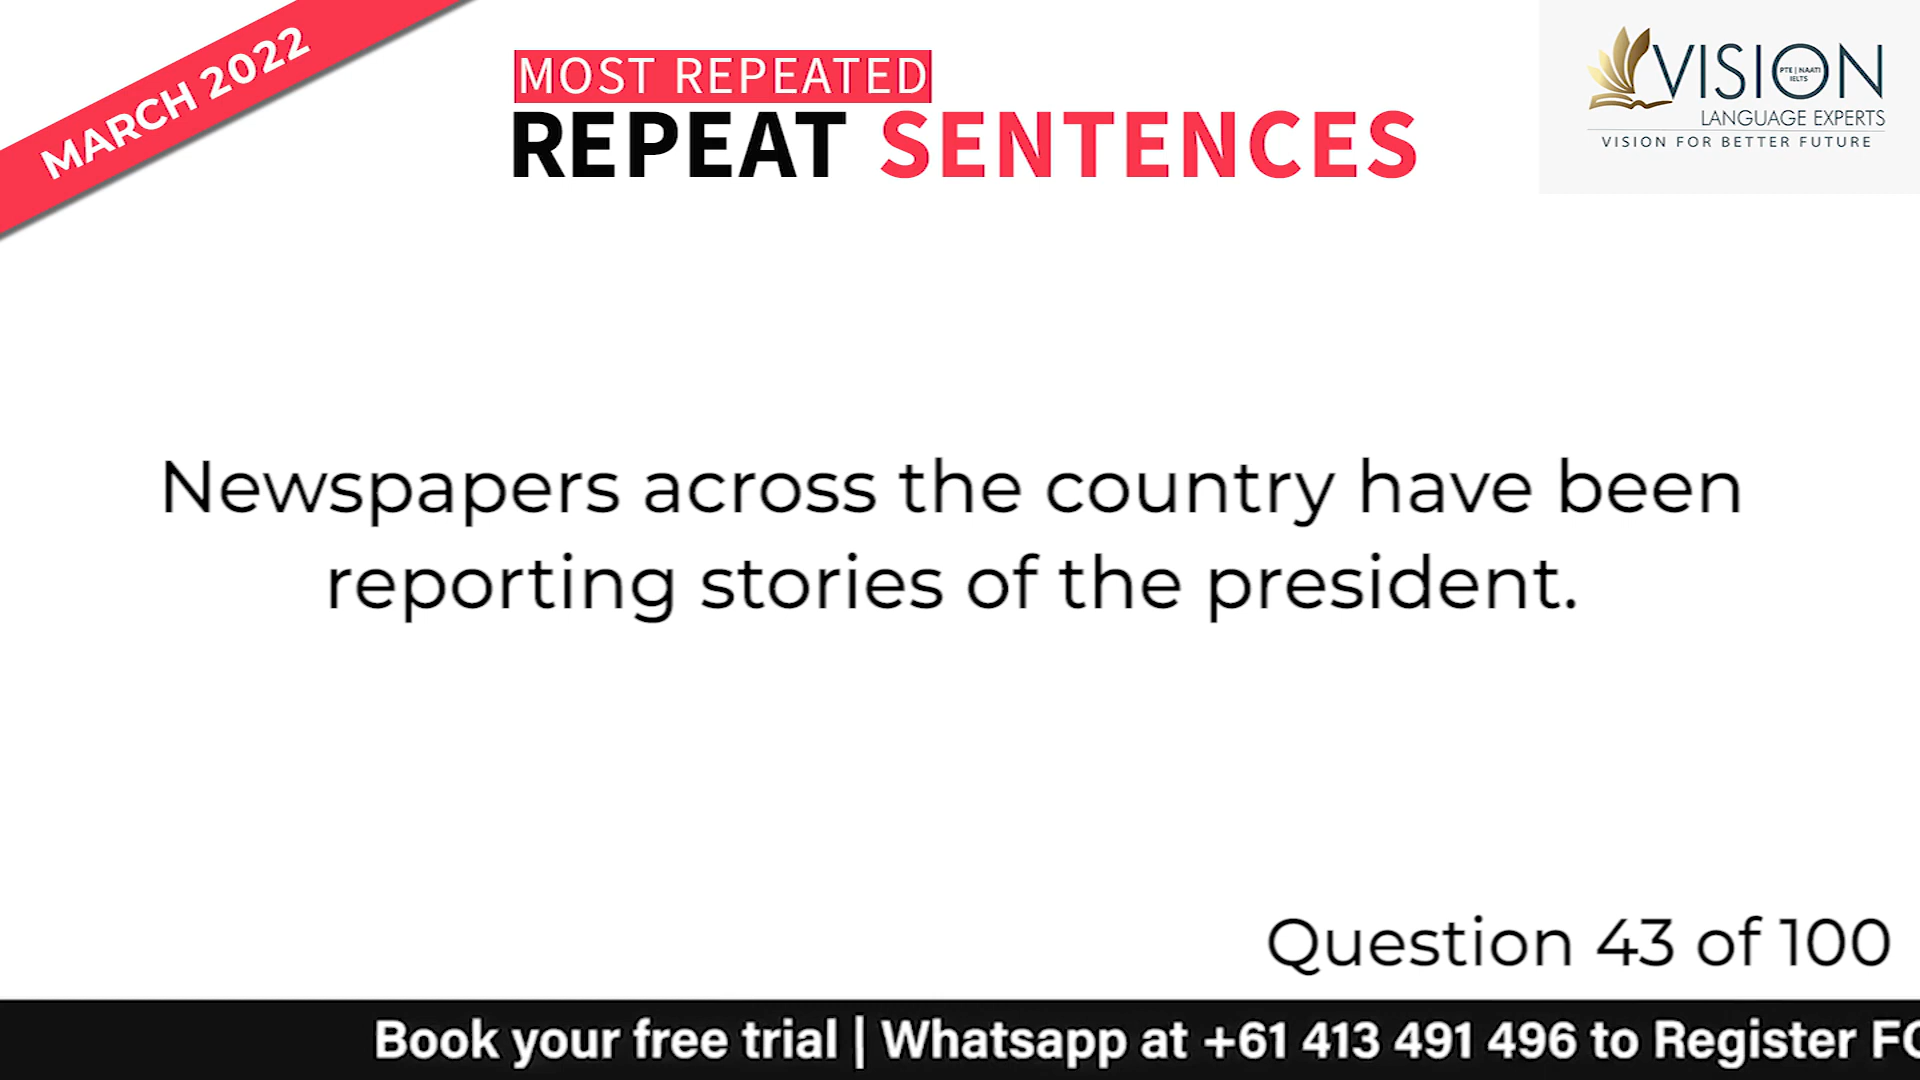 MARCH 2022
MOST REPEATED
REPEAT SENTENCES
VISION
PTE | NAATI
IELTS
LANGUAGE EXPERTS
VISION FOR BETTER FUTURE
Newspapers across the country have been
reporting stories of the president.
Question 43 of 100
Book your free trial | Whatsapp at +61 413 491 496 to Register